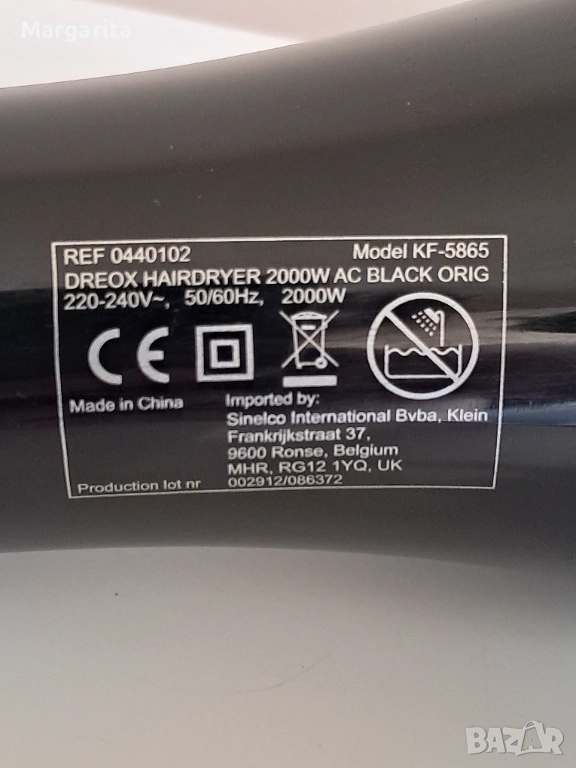 Margarita
REF 0440102 Model KF-5865
DREOX HAIRDRYER 2000W AC BLACK ORIG
220-240V~, 50/60Hz, 2000W
CE
Made in China
Imported by:
Sinelco International Bvba, Klein
Frankrijkstraat 37,
9600 Ronse, Belgium
MHR, RG12 1YQ, UK
Production lot nr 002912/086372
BAZAR